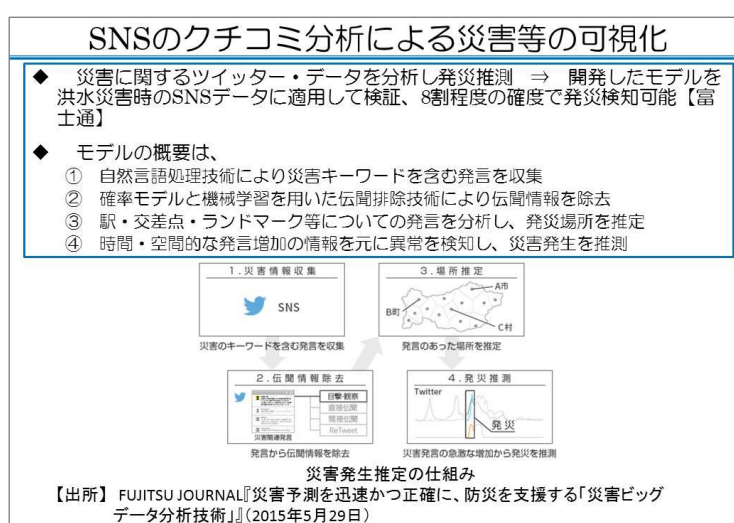 SNSのクチコミ分析による災害等の可視化
◆ 災害に関するツイッター・データを分析し発災推測 ⇒ 開発したモデルを
洪水災害時のSNSデータに適用して検証、8割程度の確度で発災検知可能【富
士通】
◆ モデルの概要は、
① 自然言語処理技術により災害キーワードを含む発言を収集
② 確率モデルと機械学習を用いた伝聞排除技術により伝聞情報を除去
③ 駅・交差点・ランドマーク等についての発言を分析し、発災場所を推定
④ 時間・空間的な発言増加の情報を元に異常を検知し、災害発生を推測
1.災害情報収集
SNS
災害のキーワードを含む発言を収集
2.伝聞情報除去
目撃・観察
直接伝聞
間接伝聞
ReTweet
災害関連発言
発言から伝聞情報を除去
3.場所推定
A市
B町
C村
発言のあった場所を推定
4.発災推測
Twitter
発災
災害発言の急激な増加から発災を推測
災害発生推定の仕組み
【出所】 FUJITSU JOURNAL『災害予測を迅速かつ正確に、防災を支援する「災害ビッグ
データ分析技術」』(2015年5月29日)